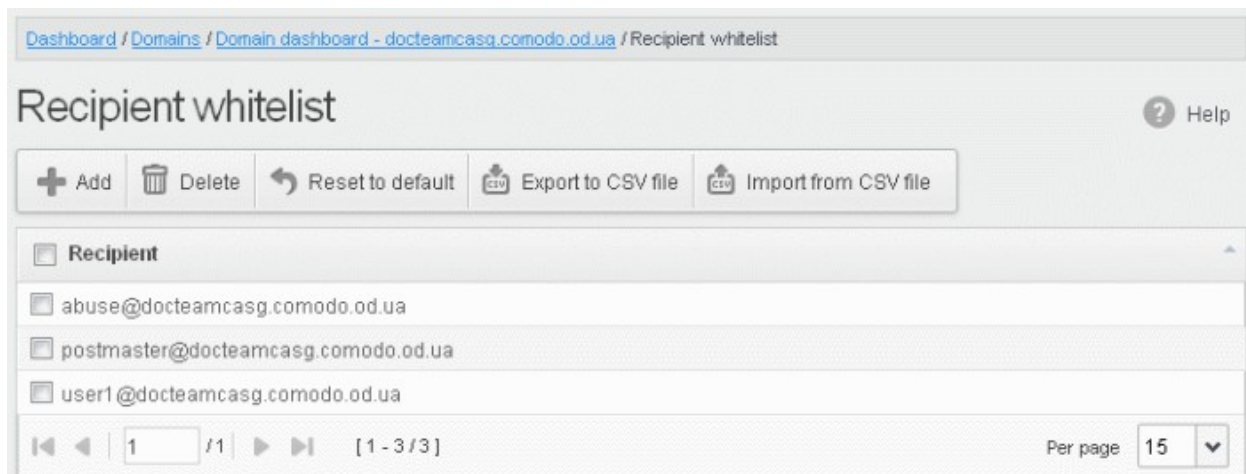 Dashboard / Domains / Domain dashboard - docteamcasg.comodo.od.ua / Recipient whitelist
Recipient whitelist
Help
Add Delete Reset to default CSV Export to CSV file CSV Import from CSV file
Recipient
abuse@docteamcasg.comodo.od.ua
postmaster@docteamcasg.comodo.od.ua
user1@docteamcasg.comodo.od.ua
1 /1 [ 1 - 3 / 3 ] Per page 15